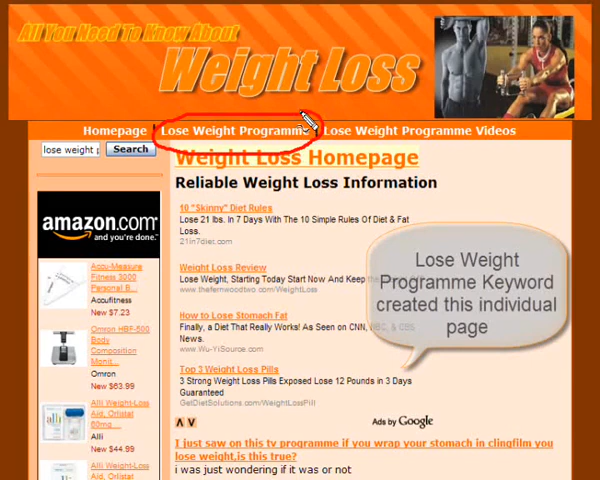 All You Need To Know About
Weight Loss
Homepage
Lose Weight Programme
Lose Weight Programme Videos
lose weight p
Search
Weight Loss Homepage
Reliable Weight Loss Information
10 "Skinny" Diet Rules
Lose 21 lbs. In 7 Days With The 10 Simple Rules Of Diet & Fat
Loss.
21in7diet.com
Weight Loss Review
Lose Weight, Starting Today Start Now And Keep the
www.thefernwoodtwo.com/WeightLoss
How to Lose Stomach Fat
Finally, a Diet That Really Works! As Seen on CNN, NBC, & CBS
News.
www.Wu-YiSource.com
Top 3 Weight Loss Pills
3 Strong Weight Loss Pills Exposed Lose 12 Pounds in 3 Days
Guaranteed
GetDietSolutions.com/WeightLossPill
Ads by Google
I just saw on this tv programme if you wrap your stomach in clingfilm you
lose weight,is this true?
i was just wondering if it was or not
Lose Weight
Programme Keyword
created this individual
page
amazon.com
and you're done.
Accu-Measure
Fitness 3000
Personal B...
Accufitness
New $7.23
Omron HBF-500
Body
Composition
Monit...
Omron
New $63.99
Alli Weight-Loss
Aid, Orlistat
60mg ...
Alli
New $44.99
Alli Weight-Loss
Aid, Orlistat